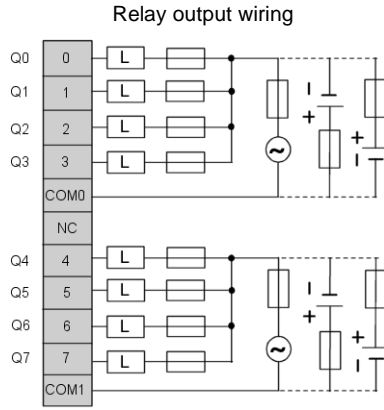 Relay output wiring
Q0 0 L
Q1 1 L
Q2 2 L
Q3 3 L
COM0
NC
Q4 4 L
Q5 5 L
Q6 6 L
Q7 7 L
COM1
~ I + + I
~ I + + I